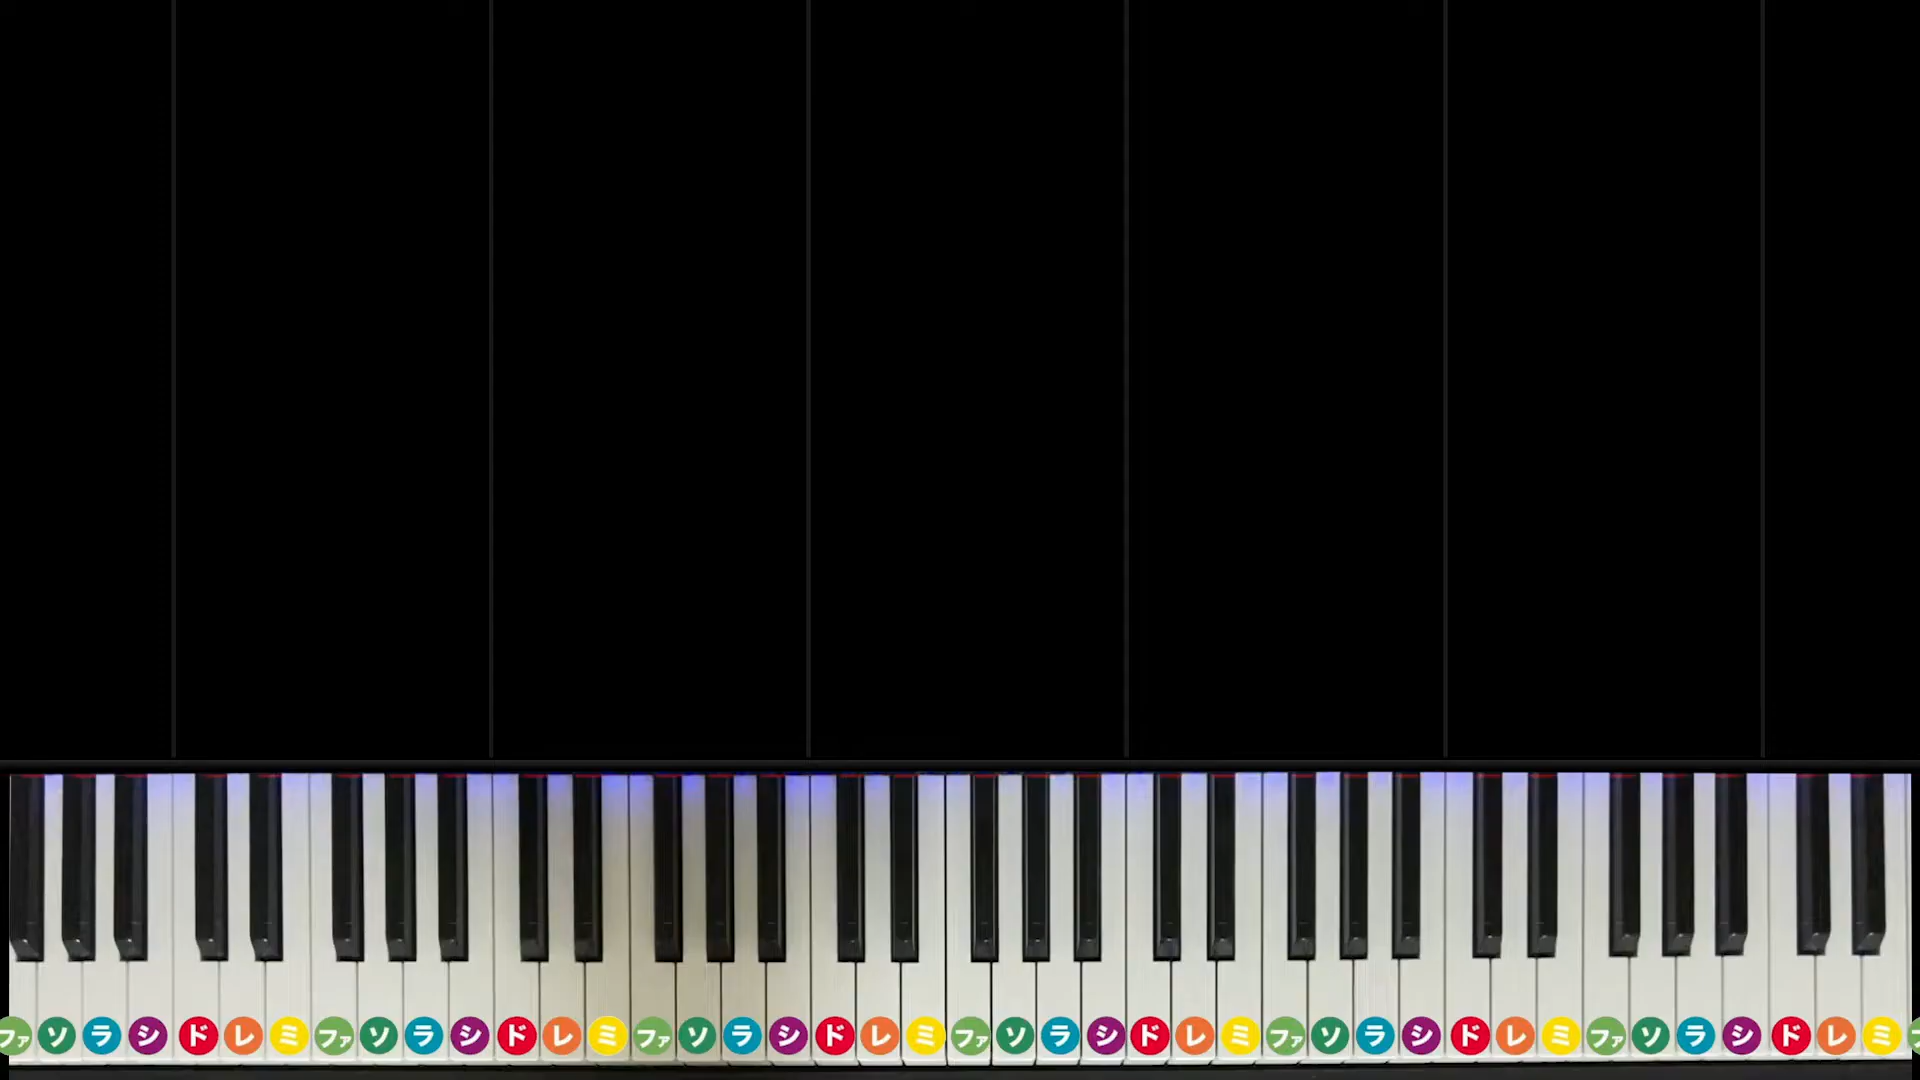 ファ ソ ラ シ ド レ ミ ファ ソ ラ シ ド レ ミ ファ ソ ラ シ ド レ ミ ファ ソ ラ シ ド レ ミ ファ ソ ラ シ ド レ ミ ファ ソ ラ シ ド レ ミ フ